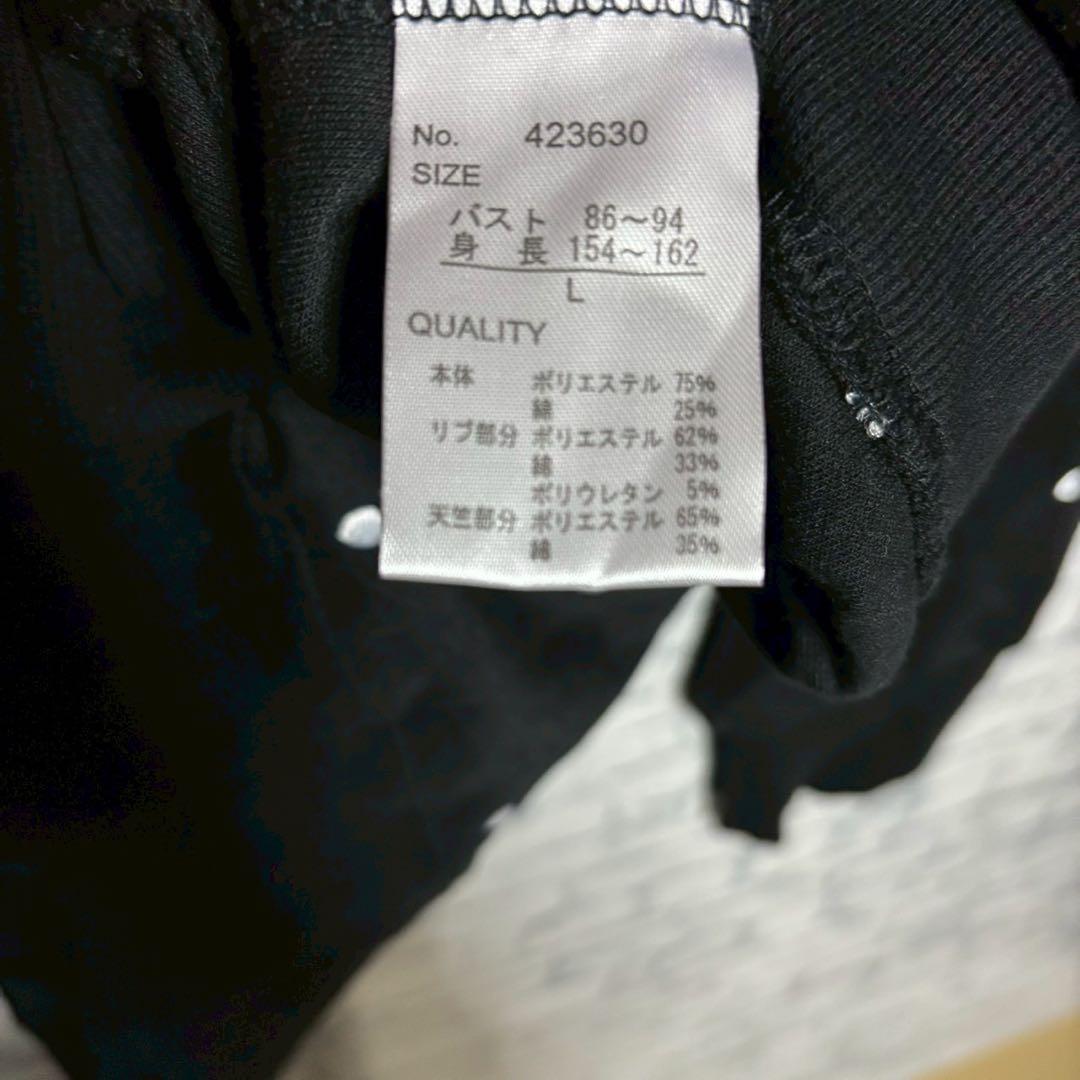 No. 423630
SIZE
バスト 86～94
身 長 154～162
L
QUALITY
本体 ポリエステル 75%
綿 25%
リブ部分 ポリエステル 62%
綿 33%
ポリウレタン 5%
天竺部分 ポリエステル 65%
綿 35%